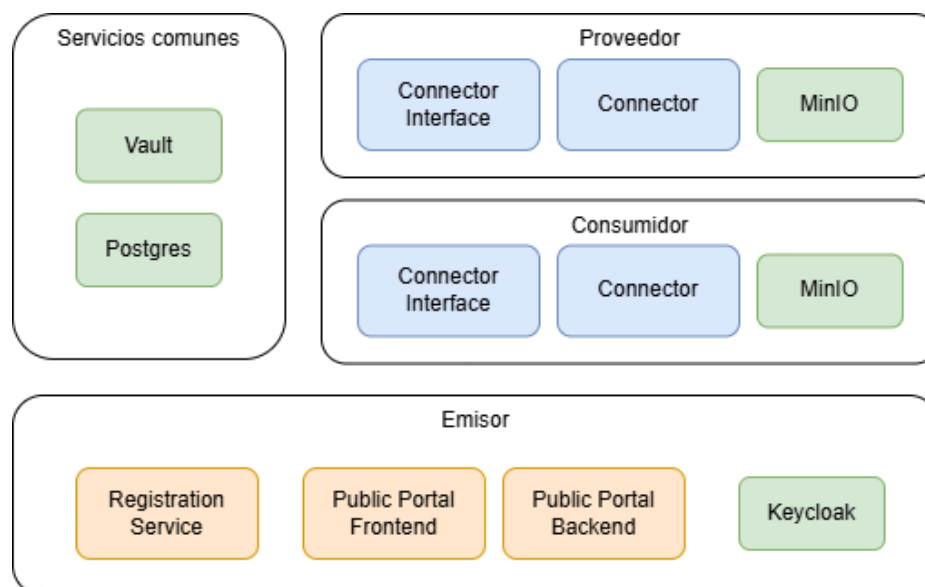 Servicios comunes
Vault
Postgres
Proveedor
Connector
Interface
Connector
MinIO
Consumidor
Connector
Interface
Connector
MinIO
Emisor
Registration
Service
Public Portal
Frontend
Public Portal
Backend
Keycloak